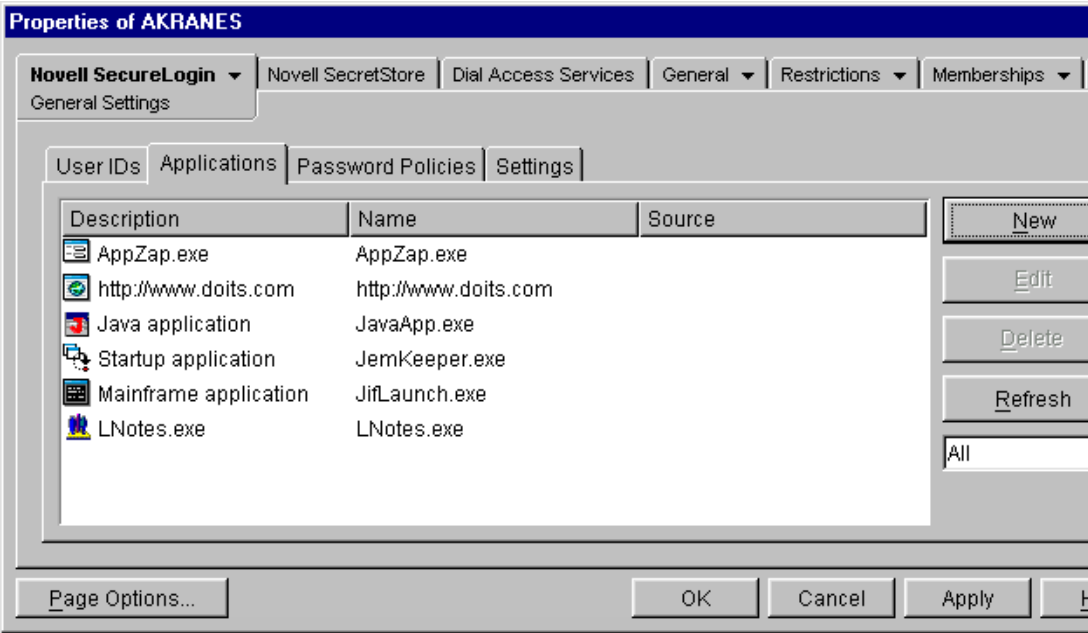 Properties of AKRANES
Novell SecureLogin Novell SecretStore Dial Access Services General Restrictions Memberships
General Settings
User IDs Applications Password Policies Settings
Description Name Source
New
AppZap.exe AppZap.exe
http://www.doits.com http://www.doits.com
Edit
Java application JavaApp.exe
Delete
Startup application JemKeeper.exe
Mainframe application JifLaunch.exe
Refresh
LNotes.exe LNotes.exe
All
Page Options... OK Cancel Apply